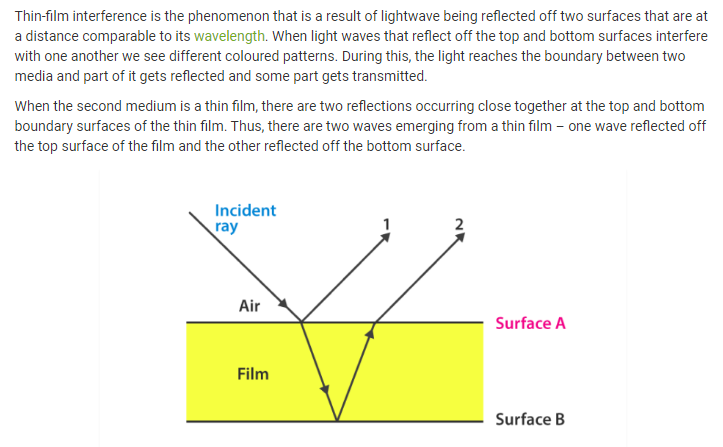 Thin-film interference is the phenomenon that is a result of lightwave being reflected off two surfaces that are at
a distance comparable to its wavelength. When light waves that reflect off the top and bottom surfaces interfere
with one another we see different coloured patterns. During this, the light reaches the boundary between two
media and part of it gets reflected and some part gets transmitted.
When the second medium is a thin film, there are two reflections occurring close together at the top and bottom
boundary surfaces of the thin film. Thus, there are two waves emerging from a thin film – one wave reflected off
the top surface of the film and the other reflected off the bottom surface.
Incident
ray
1
2
Air
Surface A
Film
Surface B